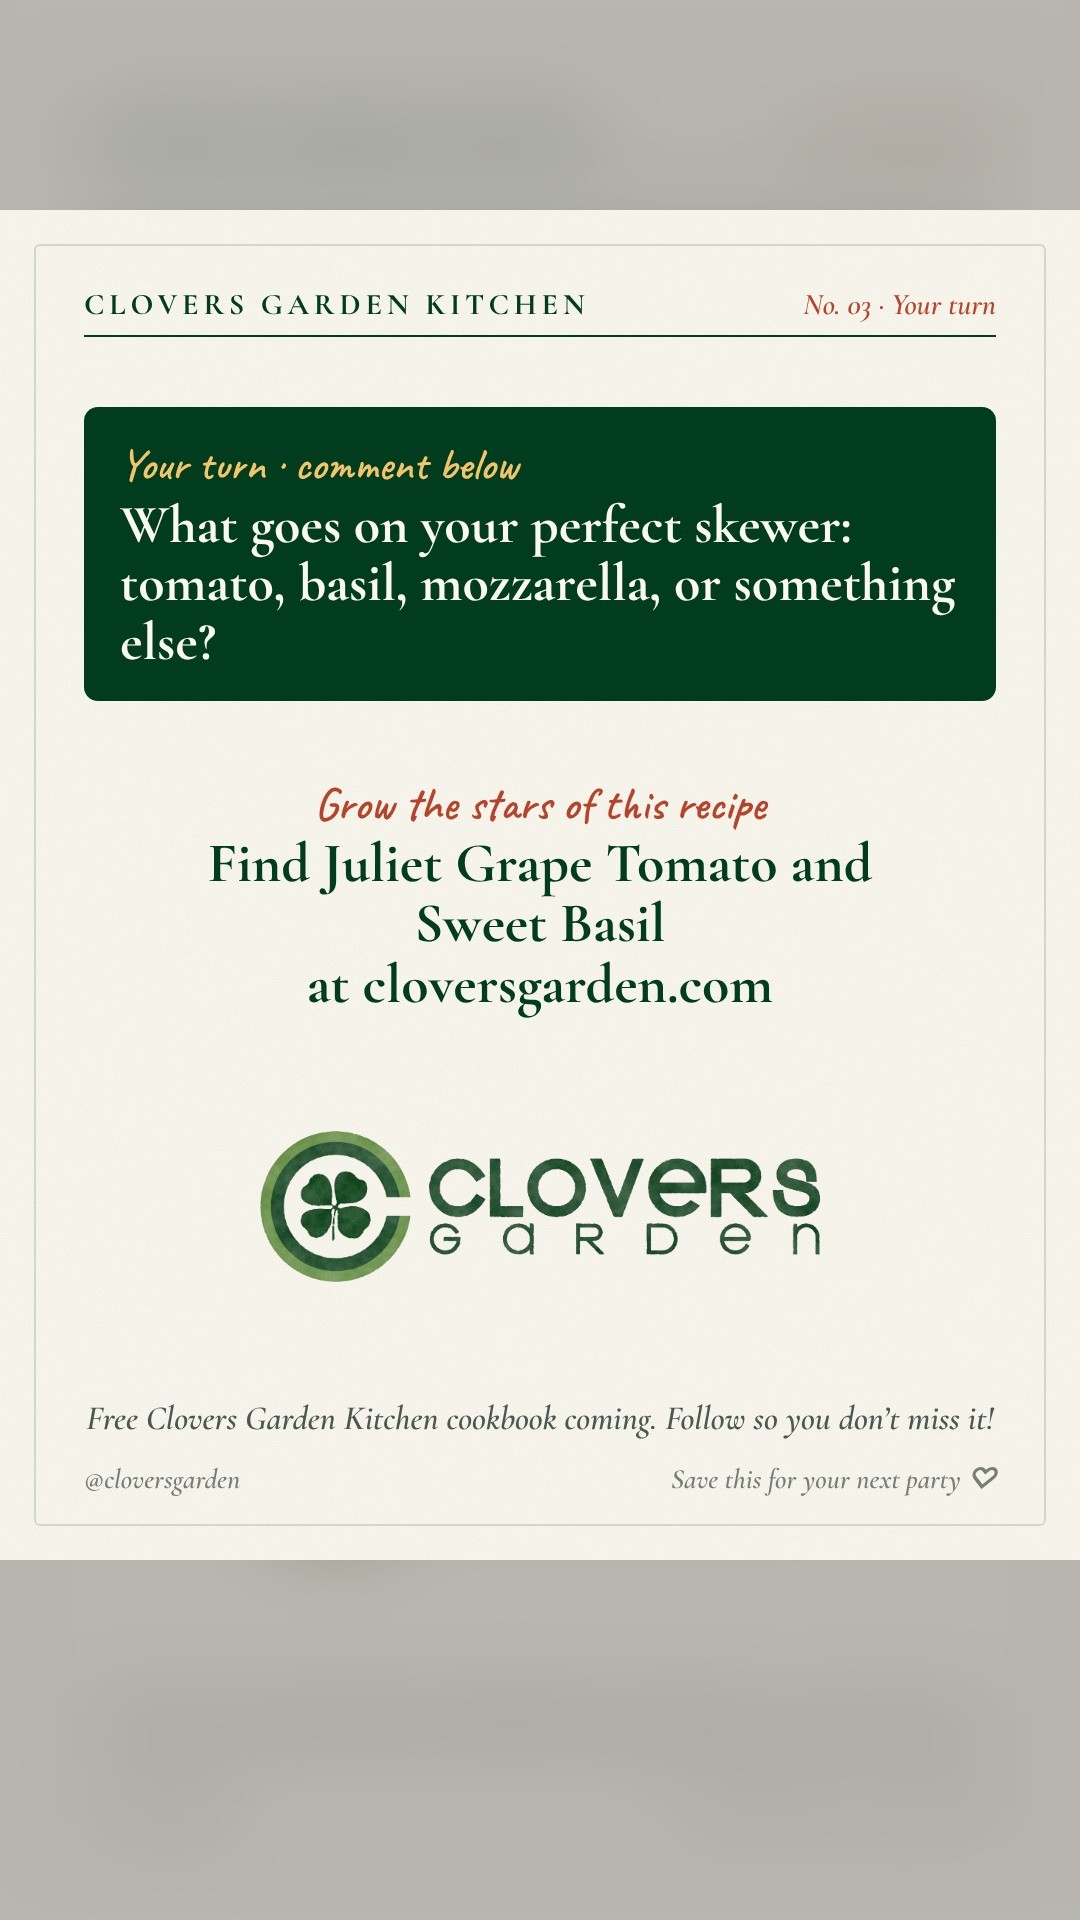 CLOVERS GARDEN KITCHEN
No. 03 · Your turn
Your turn · comment below
What goes on your perfect skewer:
tomato, basil, mozzarella, or something
else?
Grow the stars of this recipe
Find Juliet Grape Tomato and
Sweet Basil
at cloversgarden.com
CLOVERS
GARDEN
Free Clovers Garden Kitchen cookbook coming. Follow so you don’t miss it!
@cloversgarden
Save this for your next party ♡